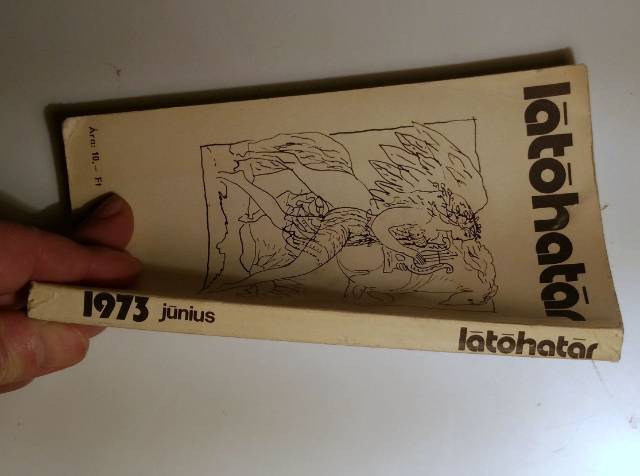 látóhatár
Ára: 10,– Ft
1973 június
látóhatár